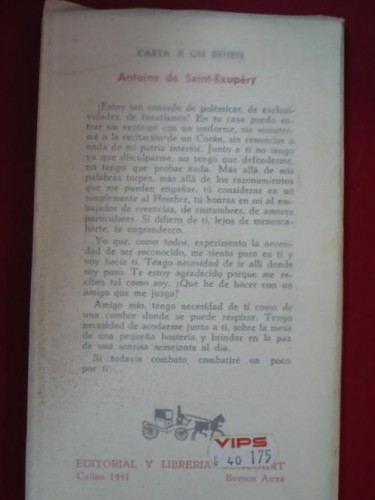 CARTA A UN REHEN
Antoine de Saint-Exupéry
¡Estoy tan cansado de polémicas, de exclusi-
vidades, de fanatismos! En tu casa puedo en-
trar sin vestirme con un uniforme, sin someter-
me a la recitación de un Corán, sin renunciar a
nada de mi patria interior. Junto a ti no tengo
ya que disculparme, no tengo que defenderme,
no tengo que probar nada. Más allá de mis
palabras torpes, más allá de los razonamientos
que me pueden engañar, tú consideras en mí
simplemente al Hombre, tú honras en mí al em-
bajador de creencias, de costumbres, de amores
particulares. Si difiero de ti, lejos de menosca-
barte, te engrandezco.
Yo que, como todos, experimento la necesi-
dad de ser reconocido, me siento puro en ti y
voy hacia ti. Tengo necesidad de ir allí donde
soy puro. Te estoy agradecido porque me re-
cibes tal como soy. ¿Qué he de hacer con un
amigo que me juzga?
Amigo mío, tengo necesidad de ti como de
una cumbre donde se puede respirar. Tengo
necesidad de acodarme junto a ti, sobre la mesa
de una pequeña hostería y brindar en la paz
de una sonrisa semejante al día.
Si todavía combato, combatiré un poco
por ti.
VIPS
40 175
EDITORIAL Y LIBRERIA
Callao 1441 Buenos Aires